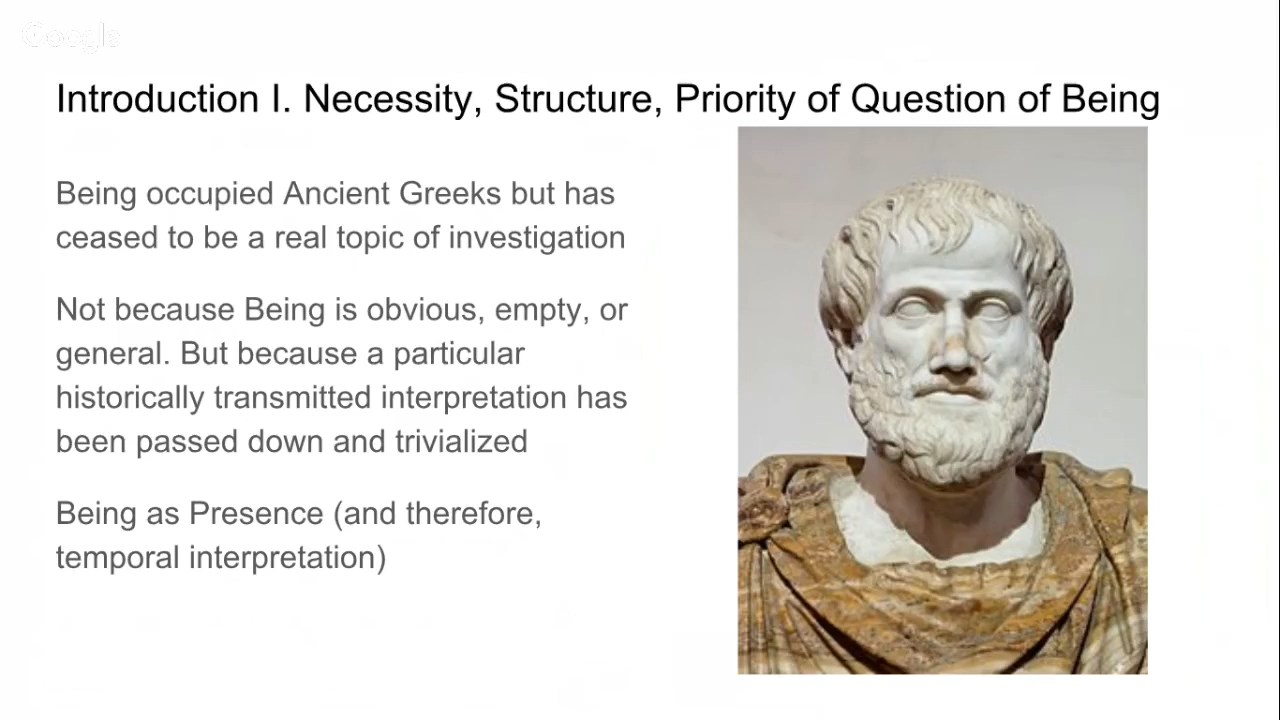 Google
Introduction I. Necessity, Structure, Priority of Question of Being
Being occupied Ancient Greeks but has
ceased to be a real topic of investigation
Not because Being is obvious, empty, or
general. But because a particular
historically transmitted interpretation has
been passed down and trivialized
Being as Presence (and therefore,
temporal interpretation)